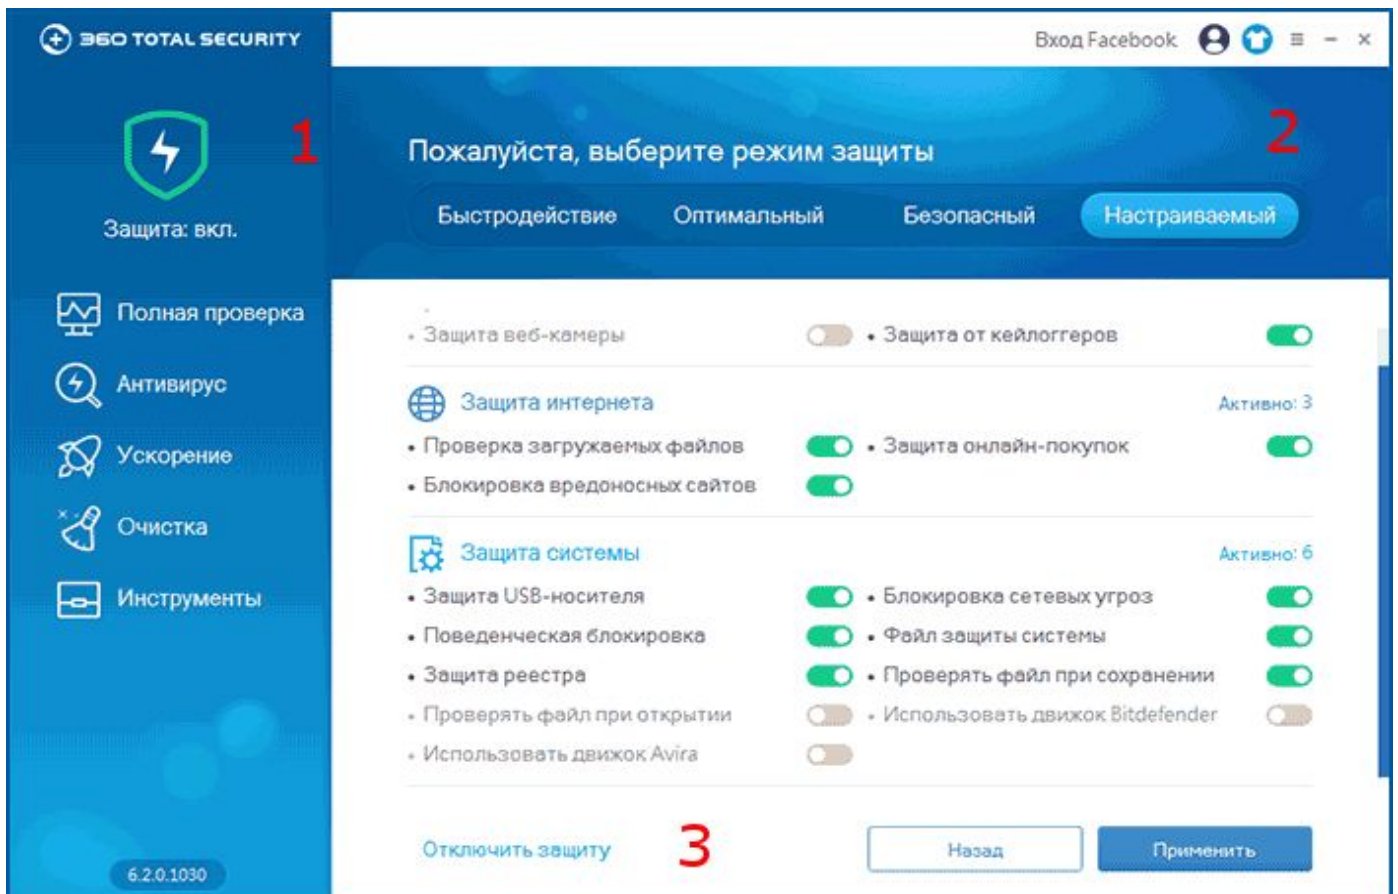 360 TOTAL SECURITY
Вход Facebook
1
Защита: вкл.
Полная проверка
Антивирус
Ускорение
Очистка
Инструменты
6.2.0.1030
2
Пожалуйста, выберите режим защиты
Быстродействие Оптимальный Безопасный Настраиваемый
• Защита веб-камеры • Защита от кейлоггеров
Защита интернета Активно: 3
• Проверка загружаемых файлов • Защита онлайн-покупок
• Блокировка вредоносных сайтов
Защита системы Активно: 6
• Защита USB-носителя • Блокировка сетевых угроз
• Поведенческая блокировка • Файл защиты системы
• Защита реестра • Проверять файл при сохранении
• Проверять файл при открытии • Использовать движок Bitdefender
• Использовать движок Avira
Отключить защиту 3 Назад Применить